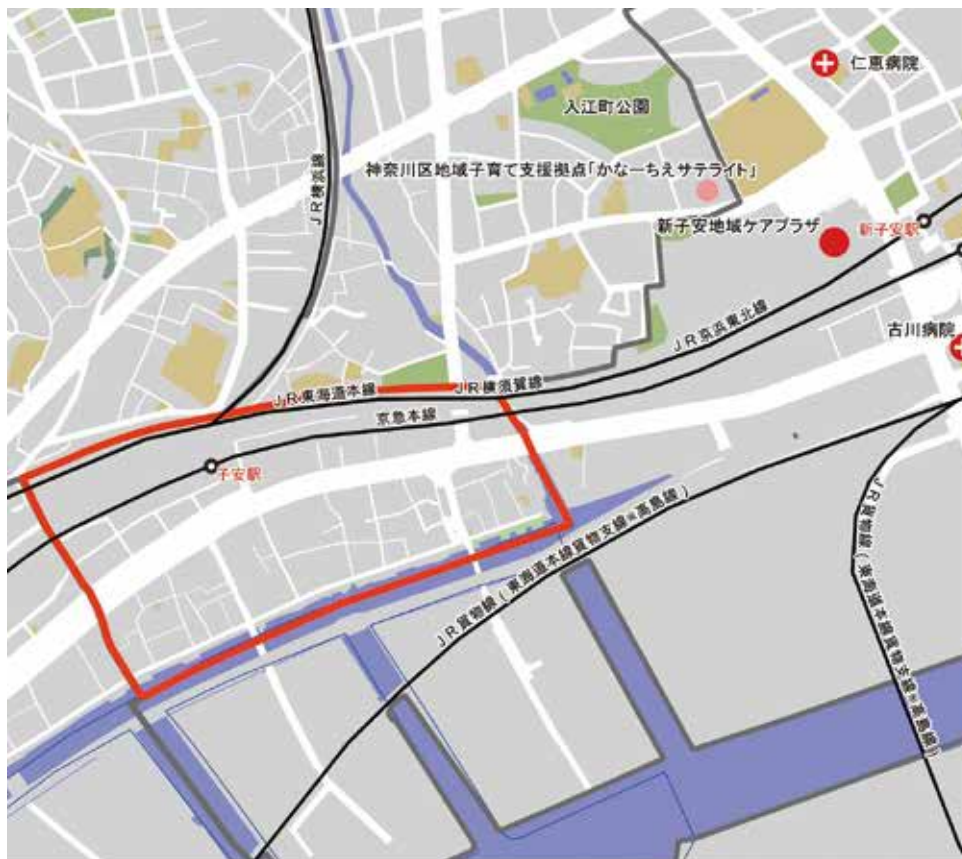 仁恵病院
入江町公園
JR横浜線
神奈川区地域子育て支援拠点「かなーちえサテライト」
新子安地域ケアプラザ
新子安駅
JR京浜東北線
古川病院
JR東海道本線
JR横須賀線
京急本線
子安駅
JR貨物線(東海道本線貨物支線※高島線)
JR貨物線(東海道本線貨物支線※高島線)